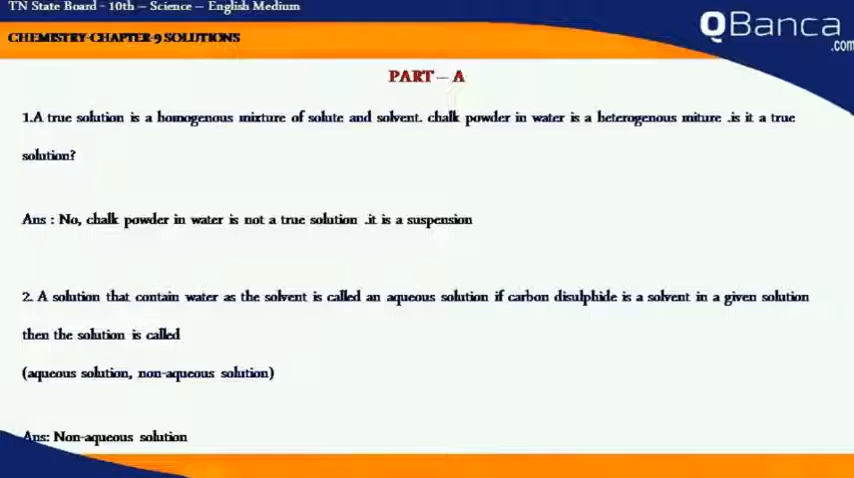 TN State Board - 10th – Science – English Medium
QBanca
.com
CHEMISTRY-CHAPTER-9 SOLUTIONS
PART – A
1.A true solution is a homogenous mixture of solute and solvent. chalk powder in water is a heterogenous miture .is it a true
solution?
Ans : No, chalk powder in water is not a true solution .it is a suspension
2. A solution that contain water as the solvent is called an aqueous solution if carbon disulphide is a solvent in a given solution
then the solution is called
(aqueous solution, non-aqueous solution)
Ans: Non-aqueous solution